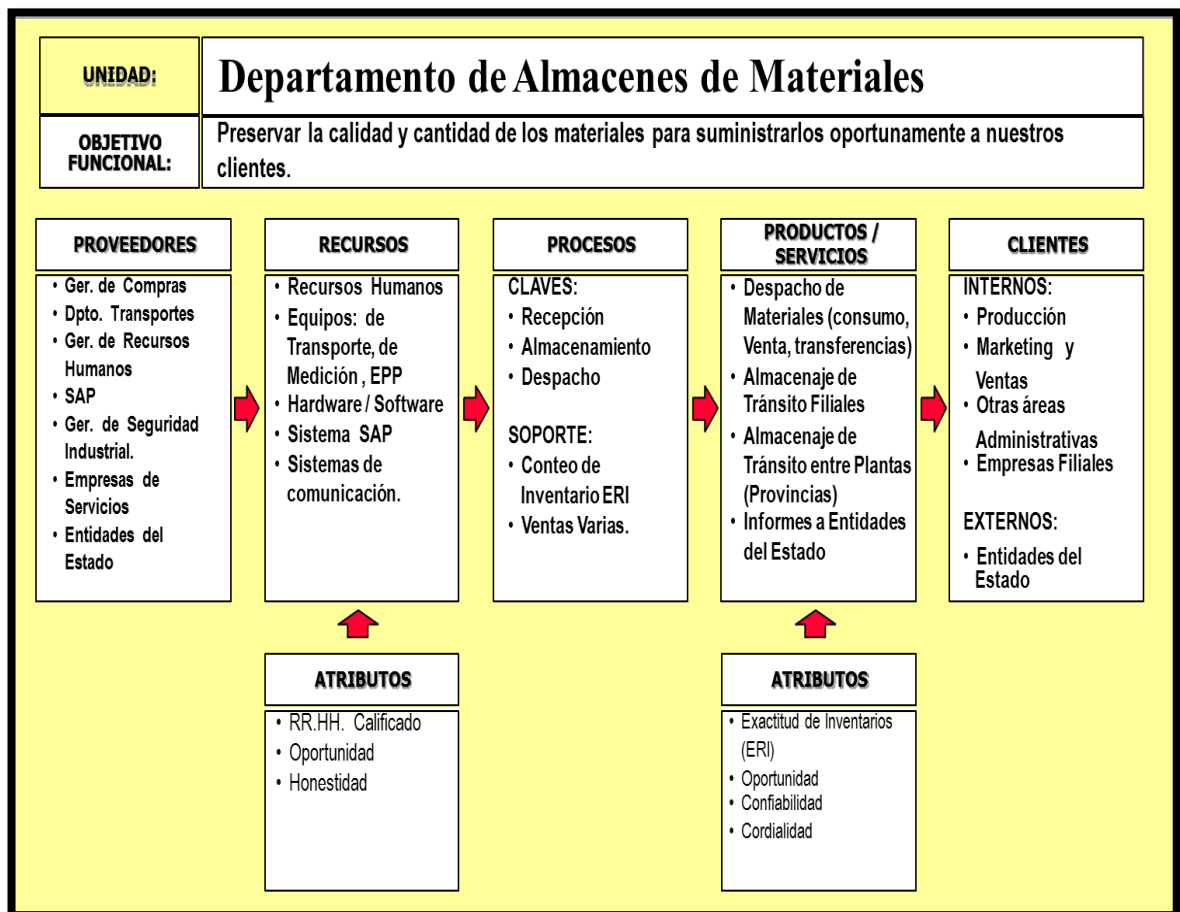 UNIDAD:
Departamento de Almacenes de Materiales
OBJETIVO
FUNCIONAL:
Preservar la calidad y cantidad de los materiales para suministrarlos oportunamente a nuestros
clientes.
PROVEEDORES
• Ger. de Compras
• Dpto. Transportes
• Ger. de Recursos
Humanos
• SAP
• Ger. de Seguridad
Industrial.
• Empresas de
Servicios
• Entidades del
Estado
RECURSOS
• Recursos Humanos
• Equipos: de
Transporte, de
Medición , EPP
• Hardware / Software
• Sistema SAP
• Sistemas de
comunicación.
PROCESOS
CLAVES:
• Recepción
• Almacenamiento
• Despacho
SOPORTE:
• Conteo de
Inventario ERI
• Ventas Varias.
PRODUCTOS /
SERVICIOS
• Despacho de
Materiales (consumo,
Venta, transferencias)
• Almacenaje de
Tránsito Filiales
• Almacenaje de
Tránsito entre Plantas
(Provincias)
• Informes a Entidades
del Estado
CLIENTES
INTERNOS:
• Producción
• Marketing y
Ventas
• Otras áreas
Administrativas
• Empresas Filiales
EXTERNOS:
• Entidades del
Estado
ATRIBUTOS
• RR.HH. Calificado
• Oportunidad
• Honestidad
ATRIBUTOS
• Exactitud de Inventarios
(ERI)
• Oportunidad
• Confiabilidad
• Cordialidad